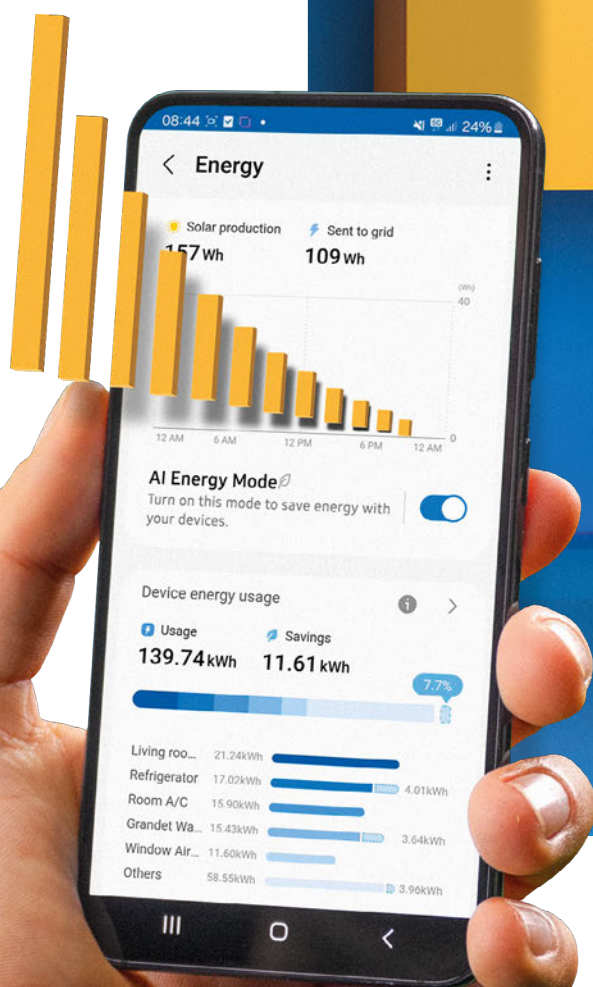 08:44
24%
Energy
Solar production
157 Wh
Sent to grid
109 Wh
(Wh)
40
0
12 AM 6 AM 12 PM 6 PM 12 AM
AI Energy Mode
Turn on this mode to save energy with
your devices.
Device energy usage
Usage
139.74 kWh
Savings
11.61 kWh
7.7%
Living roo... 21.24kWh
Refrigerator 17.02kWh 4.01kWh
Room A/C 15.90kWh
Grandet Wa... 15.43kWh 3.64kWh
Window Air... 11.60kWh
Others 58.55kWh 3.96kWh